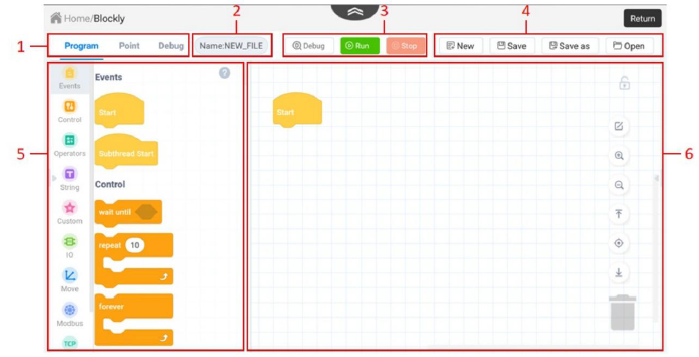 Home/Blockly
Return
1
2
3
4
Program Point Debug
Name:NEW_FILE
Debug Run Stop
New Save Save as Open
5
6
Events
Control
Operators
String
Custom
IO
Move
Modbus
TCP
Events
?
Start
Subthread Start
Control
wait until
repeat 10
forever
Start